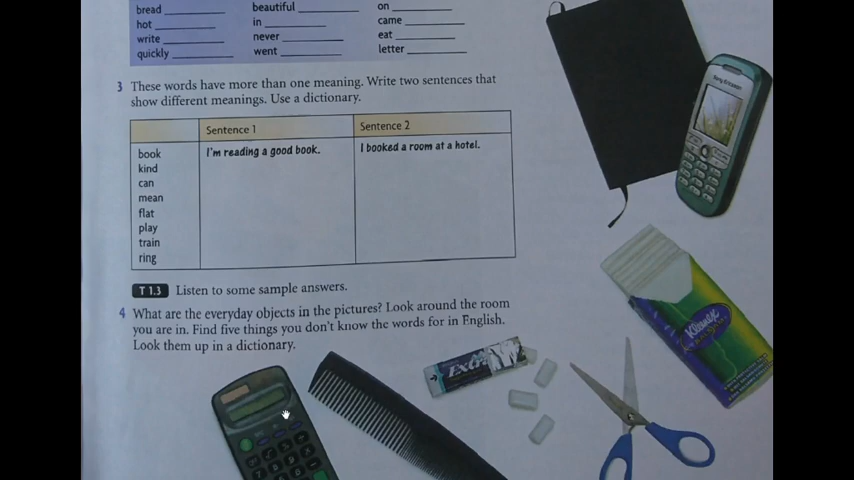 bread beautiful on
hot in came
write never eat
quickly went letter
3 These words have more than one meaning. Write two sentences that
show different meanings. Use a dictionary.
Sentence 1 Sentence 2
book I'm reading a good book. I booked a room at a hotel.
kind
can
mean
flat
play
train
ring
T 1.3 Listen to some sample answers.
4 What are the everyday objects in the pictures? Look around the room
you are in. Find five things you don't know the words for in English.
Look them up in a dictionary.
Sony Ericsson
Kleenex
Extra